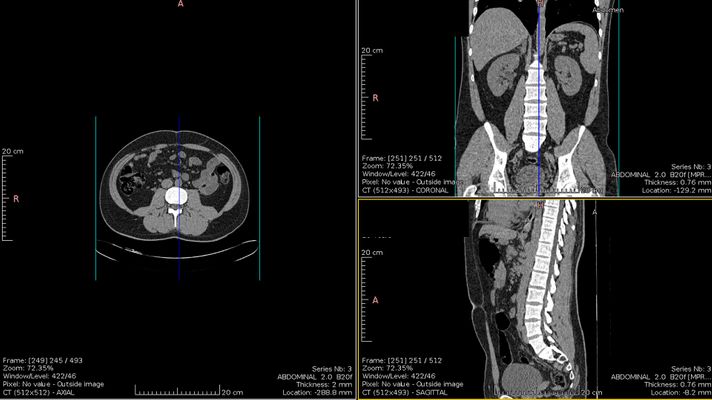 A
20 cm
R
Frame: [249] 245 / 493
Zoom: 72.35%
Window/Level: 422/46
Pixel: No value - Outside image
CT (512x512) - AXIAL
20 cm
Series Nb: 3
ABDOMINAL 2.0 B20f
Thickness: 2 mm
Location: -288.8 mm
H
Abdomen
20 cm
R
Frame: [251] 251 / 512
Zoom: 72.35%
Window/Level: 422/46
Pixel: No value - Outside image
CT (512x493) - CORONAL
Series Nb: 3
ABDOMINAL 2.0 B20f [MPR...
Thickness: 0.76 mm
Location: -129.2 mm
A
20 cm
A
Frame: [251] 251 / 512
Zoom: 72.35%
Window/Level: 422/46
Pixel: No value - Outside image
CT (512x493) - SAGITTAL
20 cm
Series Nb: 3
ABDOMINAL 2.0 B20f [MPR...
Thickness: 0.76 mm
Location: -8.2 mm